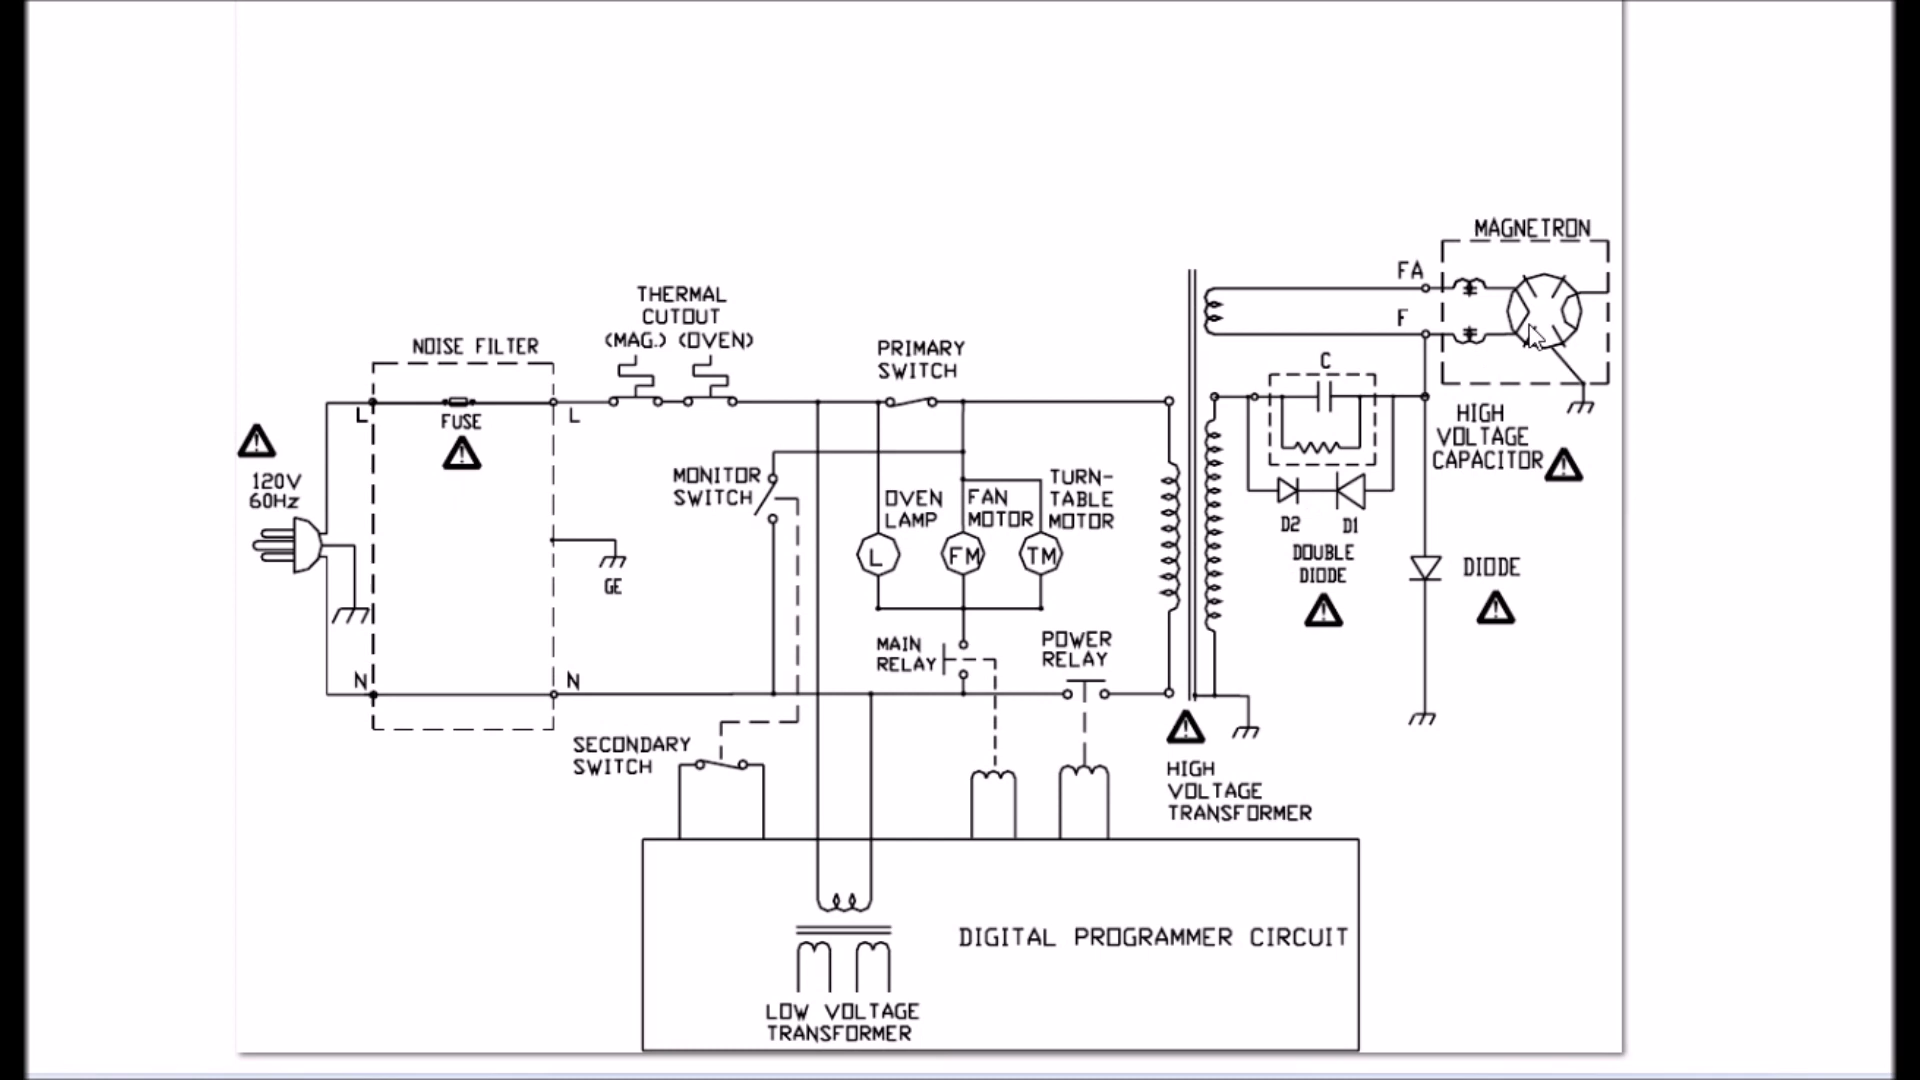 MAGNETRON
FA
F
THERMAL
CUTOUT
(MAG.) (OVEN)
NOISE FILTER
PRIMARY
SWITCH
C
L
FUSE
L
HIGH
VOLTAGE
CAPACITOR
120V
60Hz
MONITOR
SWITCH
OVEN
LAMP
FAN
MOTOR
TURN-
TABLE
MOTOR
L
FM
TM
D2
D1
DOUBLE
DIODE
DIODE
GE
MAIN
RELAY
POWER
RELAY
N
N
SECONDARY
SWITCH
HIGH
VOLTAGE
TRANSFORMER
DIGITAL PROGRAMMER CIRCUIT
LOW VOLTAGE
TRANSFORMER